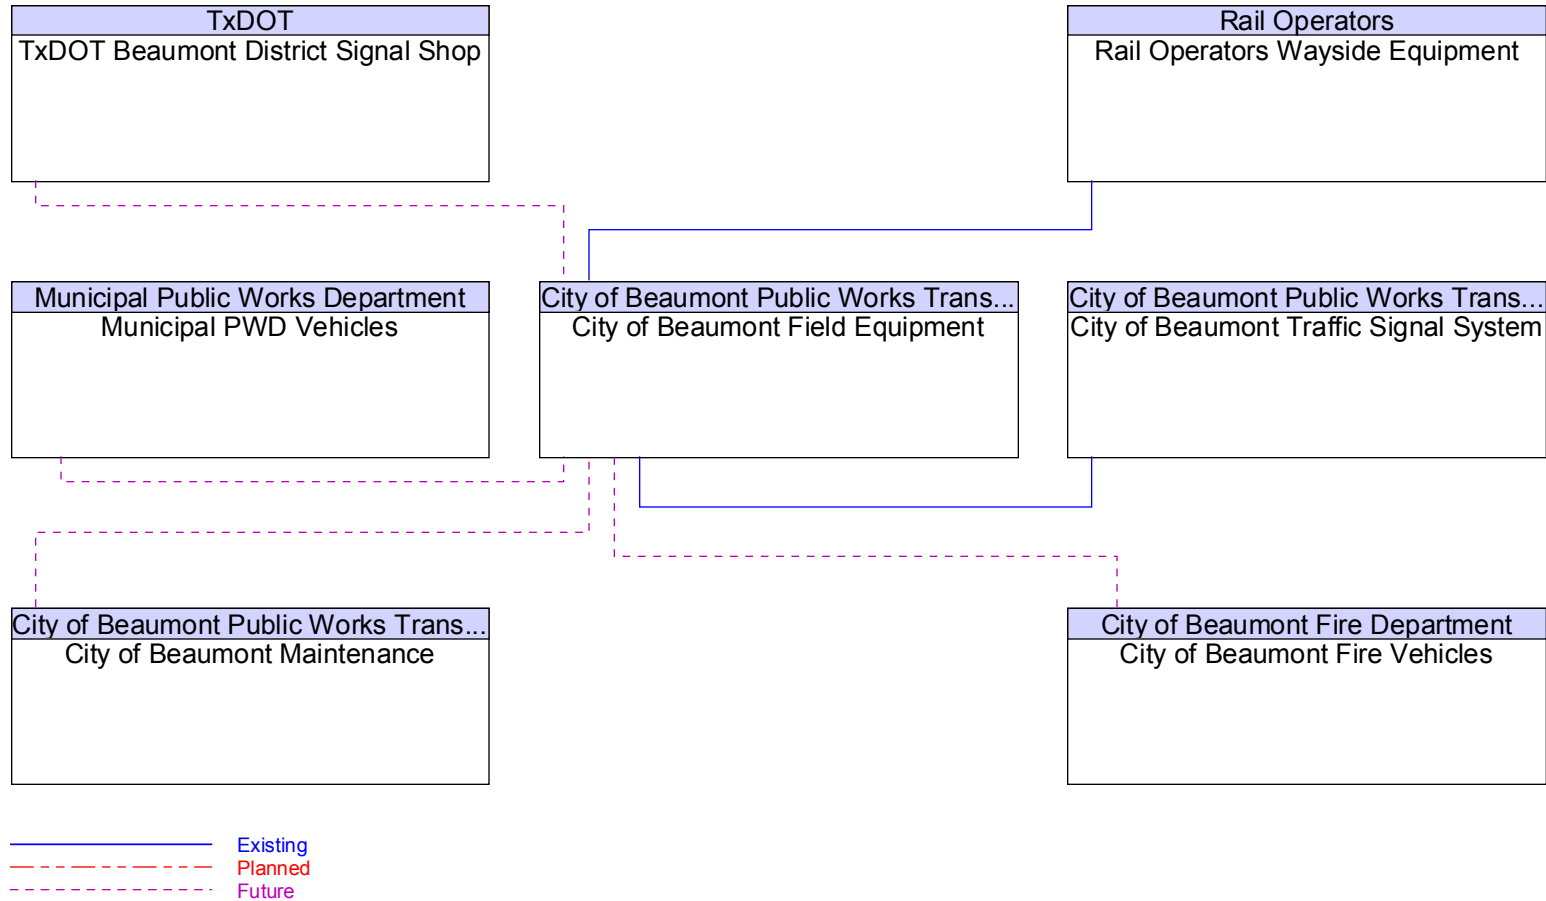 TxDOT
TxDOT Beaumont District Signal Shop
Rail Operators
Rail Operators Wayside Equipment
Municipal Public Works Department
Municipal PWD Vehicles
City of Beaumont Public Works Trans...
City of Beaumont Field Equipment
City of Beaumont Public Works Trans...
City of Beaumont Traffic Signal System
City of Beaumont Public Works Trans...
City of Beaumont Maintenance
City of Beaumont Fire Department
City of Beaumont Fire Vehicles
Existing
Planned
Future